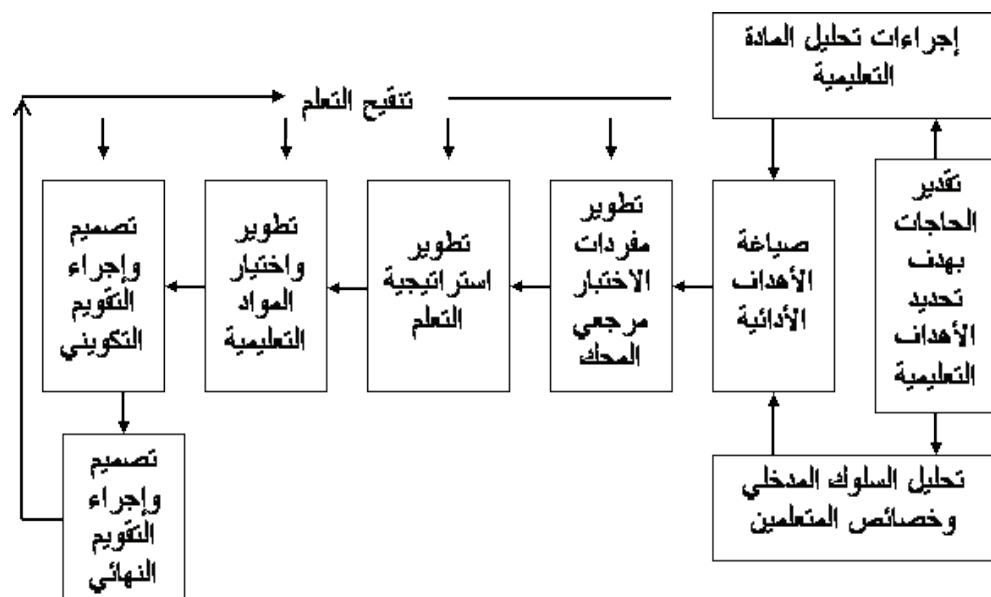 إجراءات تحليل المادة
التعليمية
تنقيح التعلم
تقدير
الحاجات
بهدف
تحديد
الأهداف
التعليمية
صياغة
الأهداف
الأدائية
تطوير
مفردات
الاختبار
مرجعي
المحك
تطوير
استراتيجية
التعلم
تطوير
واختيار
المواد
التعليمية
تصميم
وإجراء
التقويم
التكويني
تحليل السلوك المدخلي
وخصائص المتعلمين
تصميم
وإجراء
التقويم
النهائي